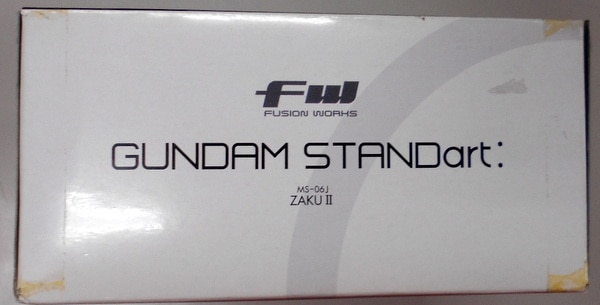 FW
FUSION WORKS
GUNDAM STANDart:
MS-06J
ZAKU II